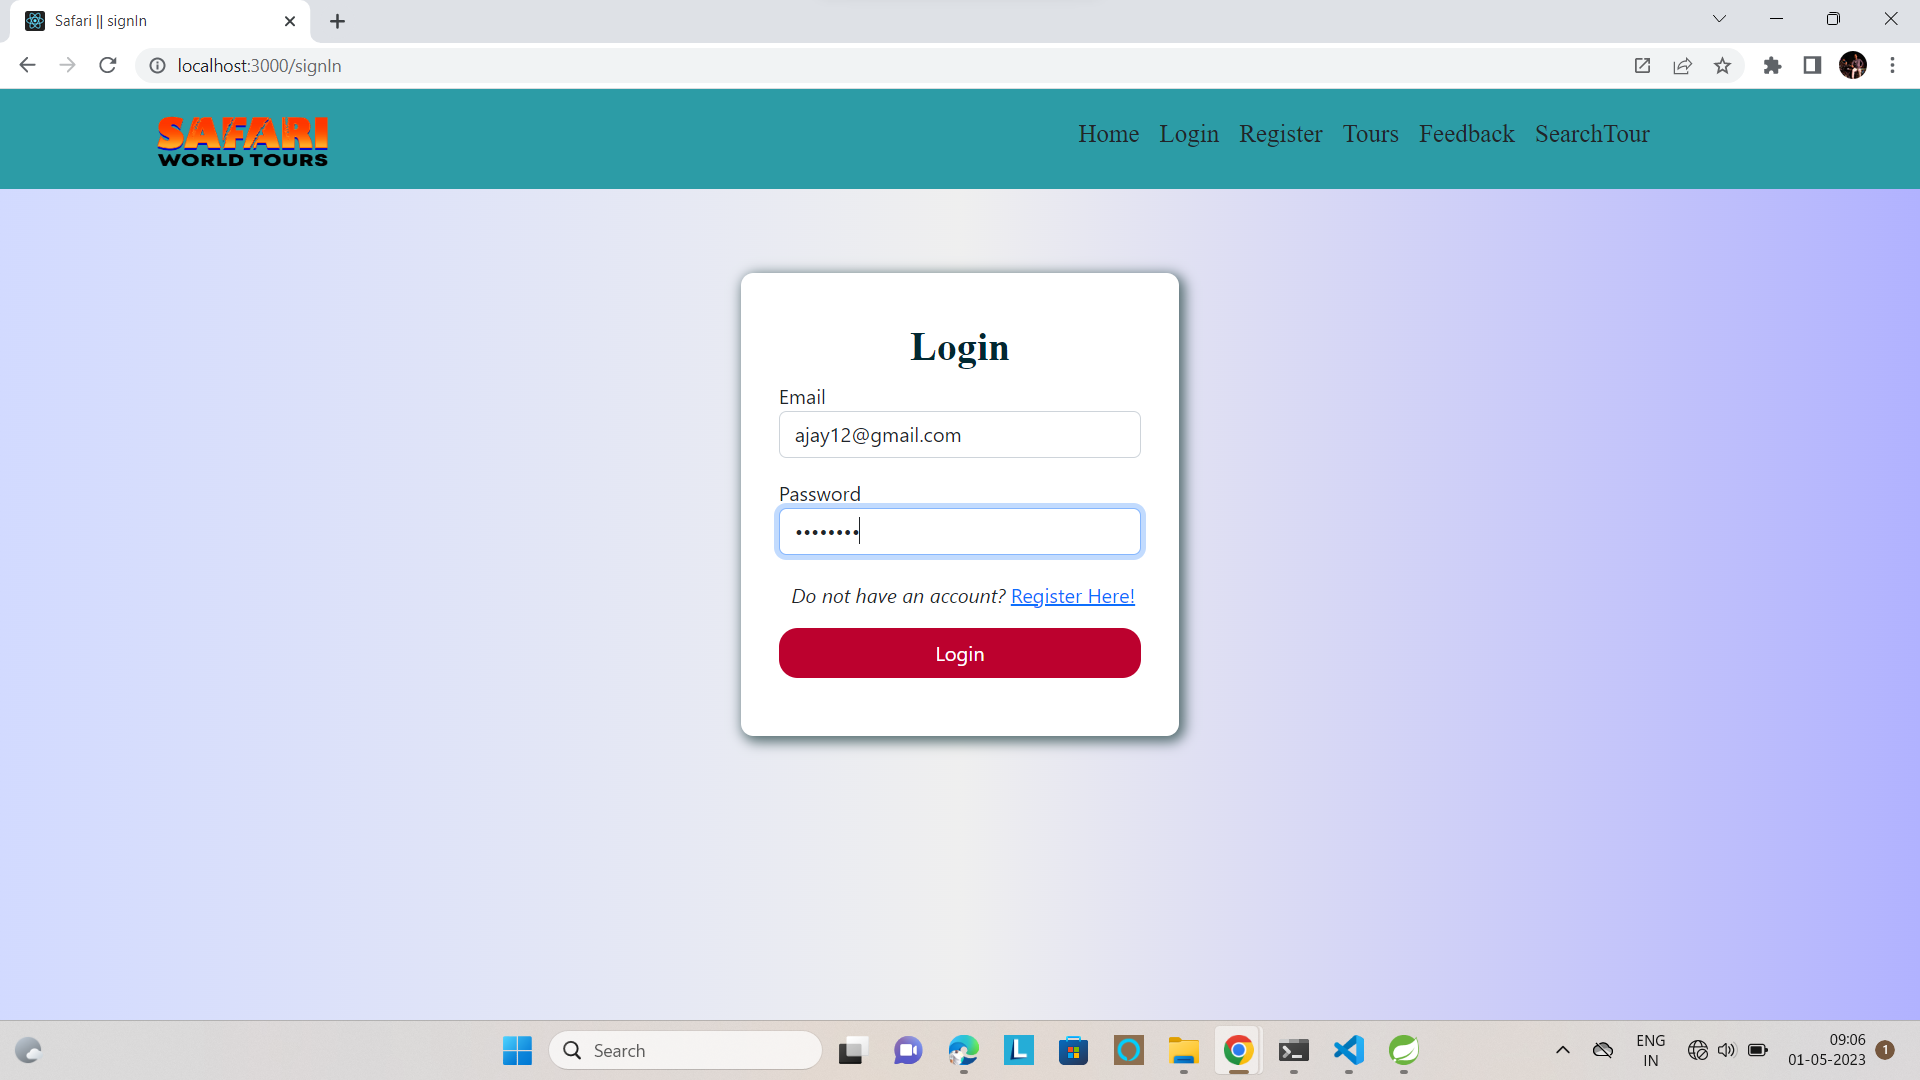 Safari || signIn
localhost:3000/signIn
SAFARI
WORLD TOURS
Home Login Register Tours Feedback SearchTour
Login
Email
ajay12@gmail.com
Password
••••••••
Do not have an account? Register Here!
Login
Search
L
ENG
IN
09:06
01-05-2023
1